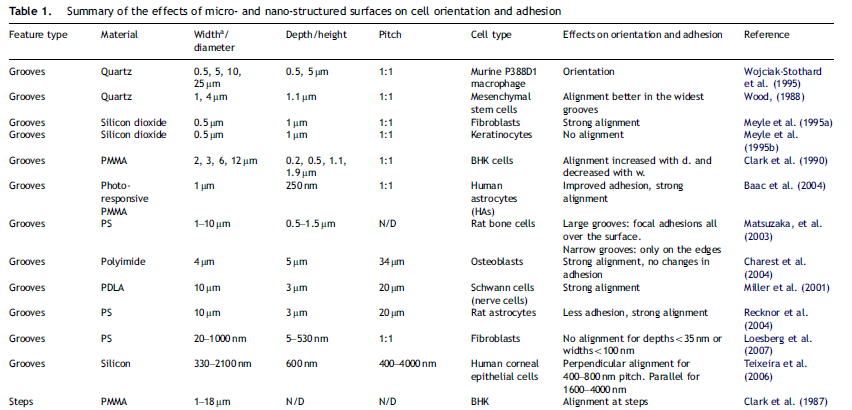 Table 1. Summary of the effects of micro- and nano-structured surfaces on cell orientation and adhesion
Feature type Material Widthᵃ/ diameter Depth/height Pitch Cell type Effects on orientation and adhesion Reference
Grooves Quartz 0.5, 5, 10, 25 μm 0.5, 5 μm 1:1 Murine P388D1 macrophage Orientation Wojciak-Stothard et al. (1995)
Grooves Quartz 1, 4 μm 1.1 μm 1:1 Mesenchymal stem cells Alignment better in the widest grooves Wood, (1988)
Grooves Silicon dioxide 0.5 μm 1 μm 1:1 Fibroblasts Strong alignment Meyle et al. (1995a)
Grooves Silicon dioxide 0.5 μm 1 μm 1:1 Keratinocytes No alignment Meyle et al. (1995b)
Grooves PMMA 2, 3, 6, 12 μm 0.2, 0.5, 1.1, 1.9 μm 1:1 BHK cells Alignment increased with d. and decreased with w. Clark et al. (1990)
Grooves Photo-responsive PMMA 1 μm 250 nm 1:1 Human astrocytes (HAs) Improved adhesion, strong alignment Baac et al. (2004)
Grooves PS 1–10 μm 0.5–1.5 μm N/D Rat bone cells Large grooves: focal adhesions all over the surface. Narrow grooves: only on the edges Matsuzaka, et al. (2003)
Grooves Polyimide 4 μm 5 μm 34 μm Osteoblasts Strong alignment, no changes in adhesion Charest et al. (2004)
Grooves PDLA 10 μm 3 μm 20 μm Schwann cells (nerve cells) Strong alignment Miller et al. (2001)
Grooves PS 10 μm 3 μm 20 μm Rat astrocytes Less adhesion, strong alignment Recknor et al. (2004)
Grooves PS 20–1000 nm 5–530 nm 1:1 Fibroblasts No alignment for depths<35 nm or widths<100 nm Loesberg et al. (2007)
Grooves Silicon 330–2100 nm 600 nm 400–4000 nm Human corneal epithelial cells Perpendicular alignment for 400–800 nm pitch. Parallel for 1600–4000 nm Teixeira et al. (2006)
Steps PMMA 1–18 μm N/D N/D BHK Alignment at steps Clark et al. (1987)